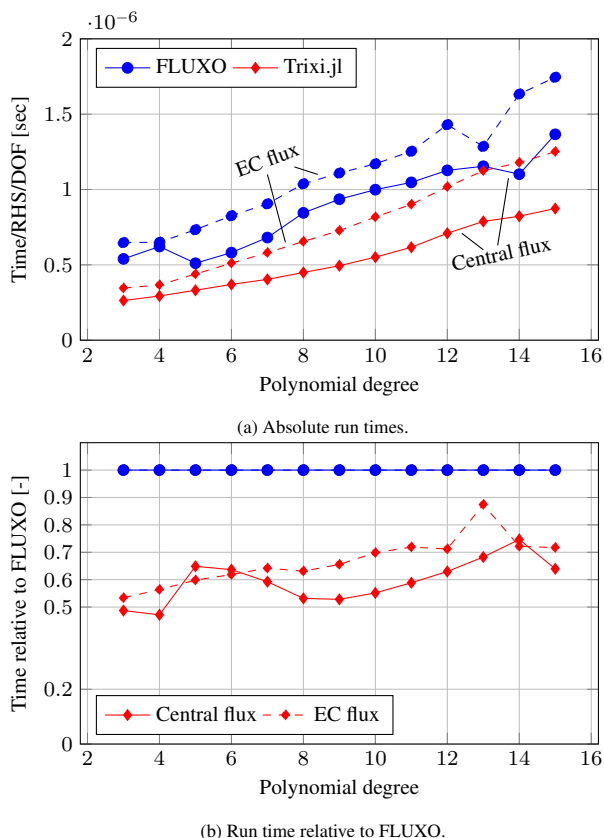 ·10⁻⁶
2
1.5
1
0.5
0
Time/RHS/DOF [sec]
FLUXO
Trixi.jl
EC flux
Central flux
2 4 6 8 10 12 14 16
Polynomial degree
(a) Absolute run times.
1
0.9
0.8
0.7
0.6
0.5
0.2
0
Time relative to FLUXO [-]
Central flux
EC flux
2 4 6 8 10 12 14 16
Polynomial degree
(b) Run time relative to FLUXO.